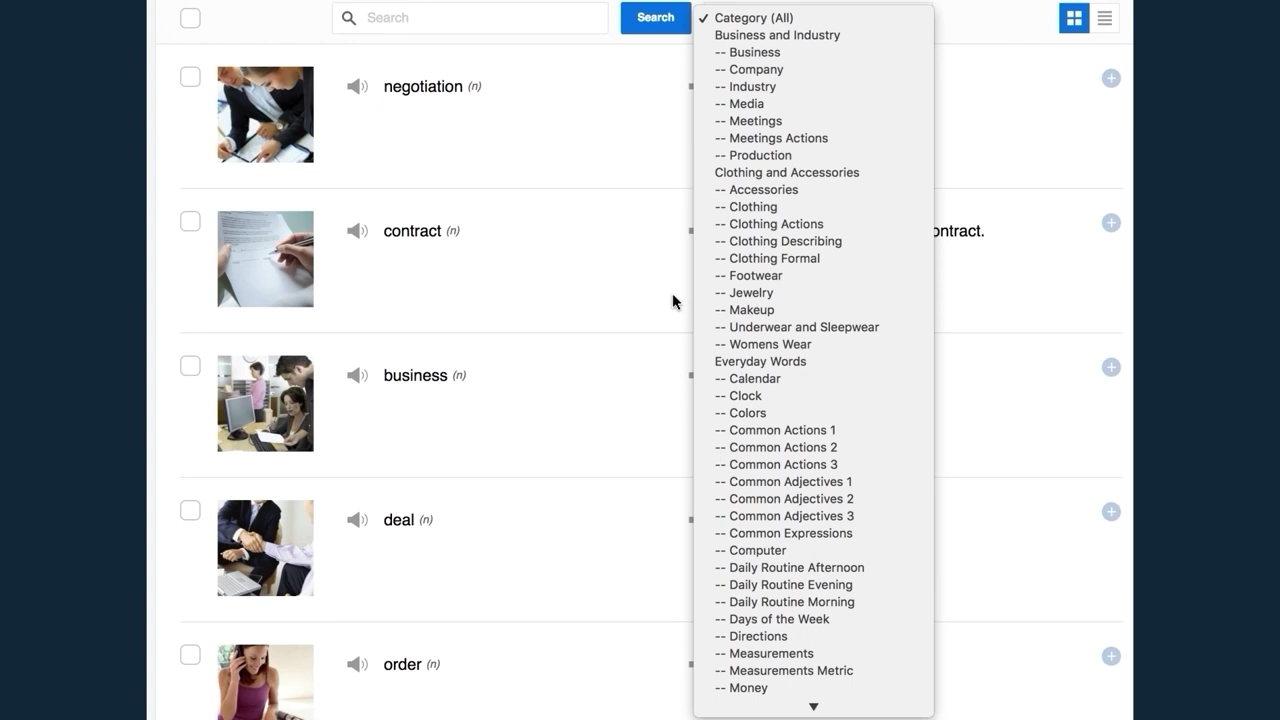 Search
Search
✓ Category (All)
Business and Industry
-- Business
-- Company
-- Industry
-- Media
-- Meetings
-- Meetings Actions
-- Production
Clothing and Accessories
-- Accessories
-- Clothing
-- Clothing Actions
-- Clothing Describing
-- Clothing Formal
-- Footwear
-- Jewelry
-- Makeup
-- Underwear and Sleepwear
-- Womens Wear
Everyday Words
-- Calendar
-- Clock
-- Colors
-- Common Actions 1
-- Common Actions 2
-- Common Actions 3
-- Common Adjectives 1
-- Common Adjectives 2
-- Common Adjectives 3
-- Common Expressions
-- Computer
-- Daily Routine Afternoon
-- Daily Routine Evening
-- Daily Routine Morning
-- Days of the Week
-- Directions
-- Measurements
-- Measurements Metric
-- Money
negotiation (n)
contract (n)
ontract.
business (n)
deal (n)
order (n)